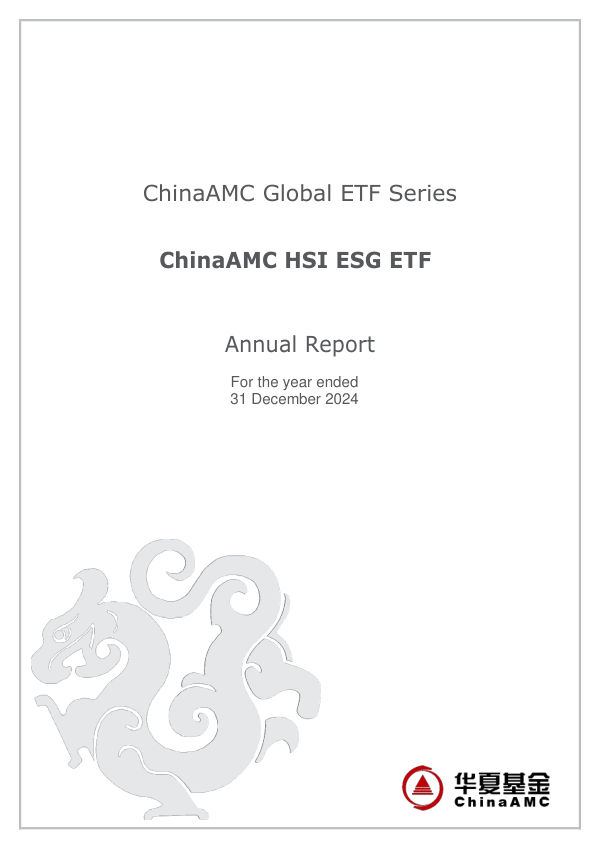 ChinaAMC Global ETF Series
ChinaAMC HSI ESG ETF
Annual Report
For the year ended
31 December 2024
华夏基金
ChinaAMC